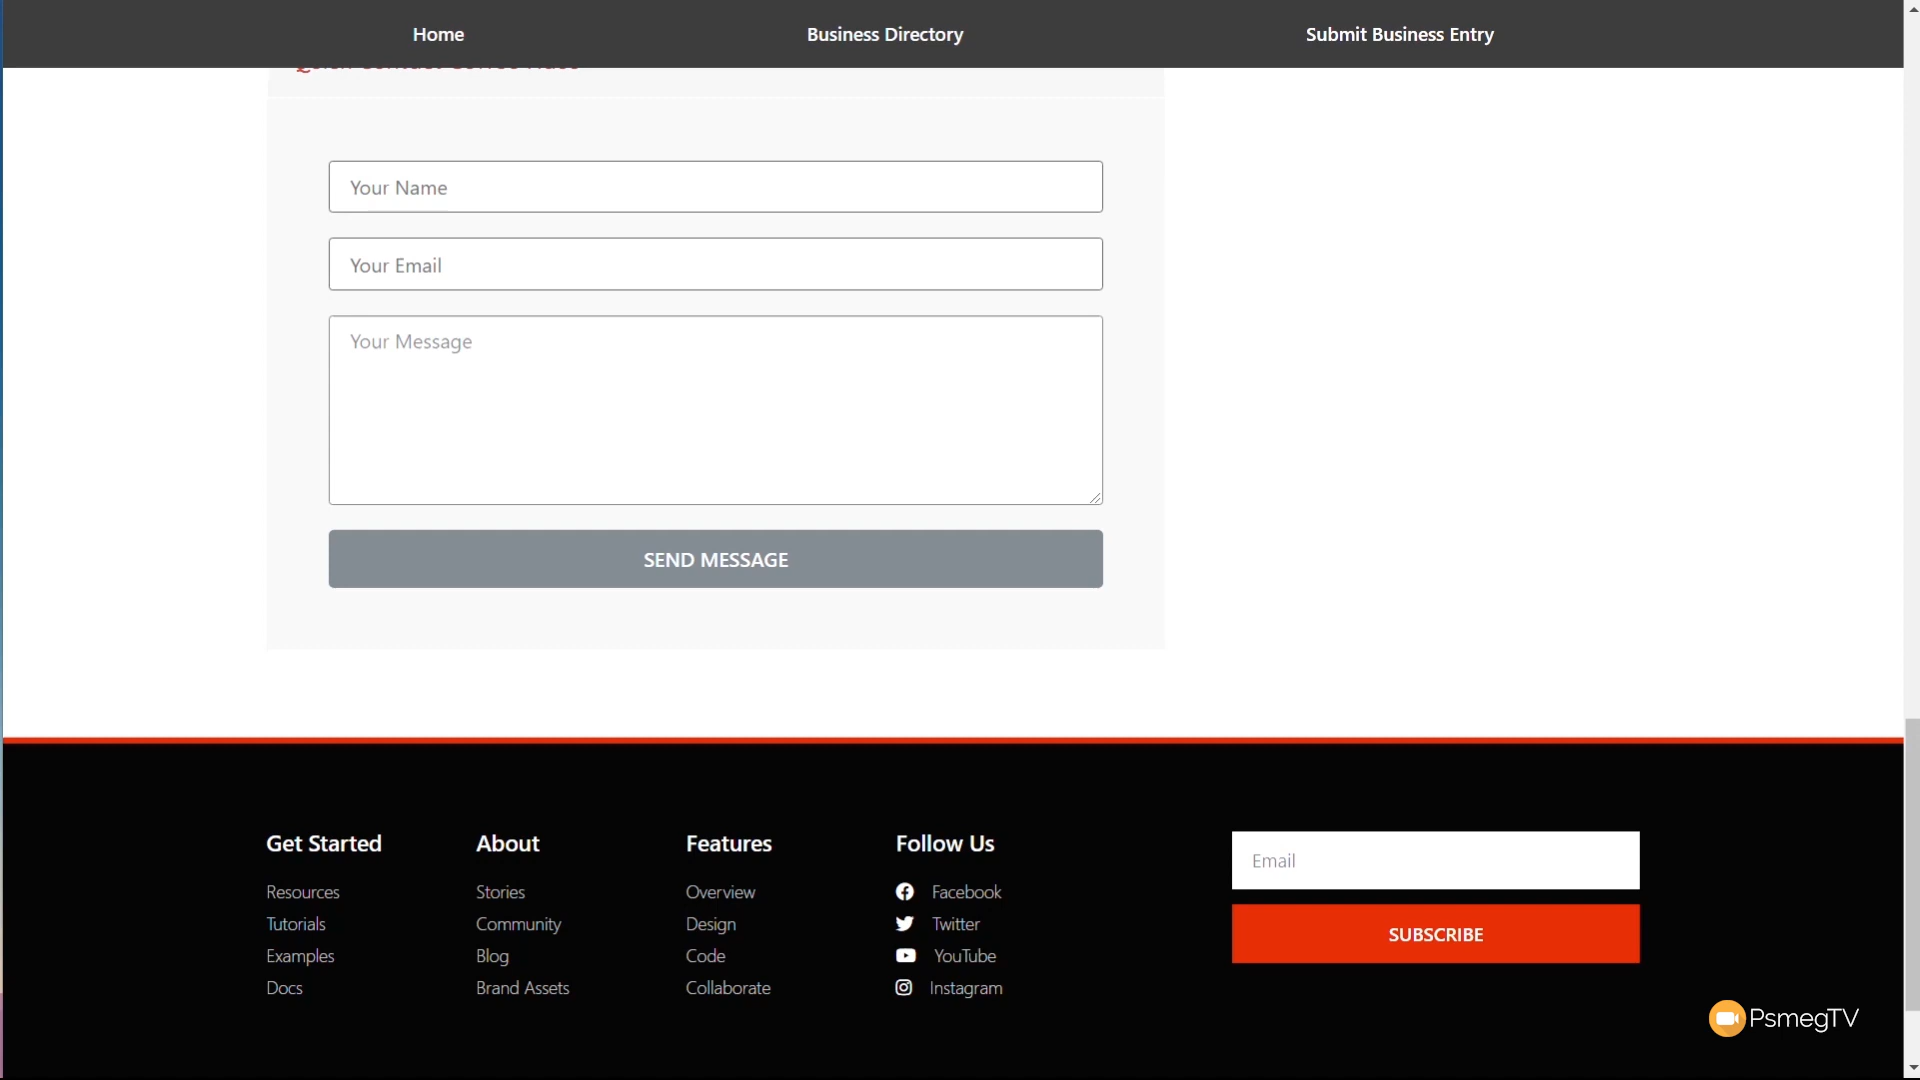 Home
Business Directory
Submit Business Entry
Your Name
Your Email
Your Message
SEND MESSAGE
Get Started
Resources
Tutorials
Examples
Docs
About
Stories
Community
Blog
Brand Assets
Features
Overview
Design
Code
Collaborate
Follow Us
Facebook
Twitter
YouTube
Instagram
Email
SUBSCRIBE
PsmegTV